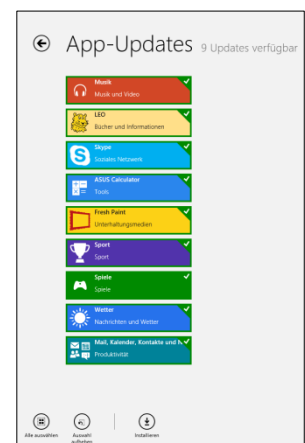 App-Updates 9 Updates verfügbar
Musik
Musik und Video
LEO
Bücher und Informationen
Skype
Soziales Netzwerk
ASUS Calculator
Tools
Fresh Paint
Unterhaltungsmedien
Sport
Sport
Spiele
Spiele
Wetter
Nachrichten und Wetter
Mail, Kalender, Kontakte und
Produktivität
Alle auswählen
Auswahl
aufheben
Installieren